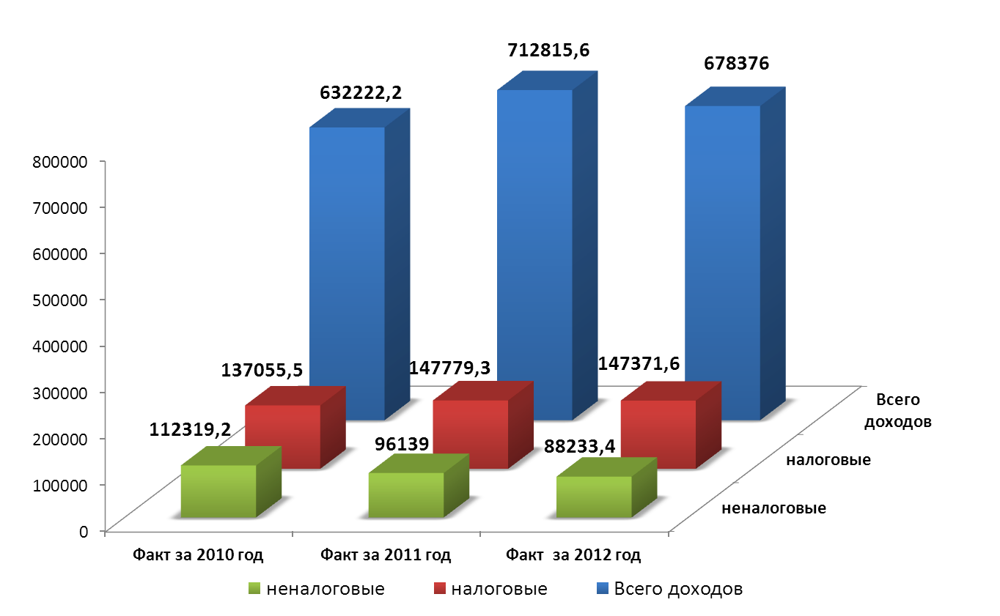 712815,6
678376
632222,2
800000
700000
600000
500000
400000
300000
200000
100000
0
137055,5
147779,3
147371,6
112319,2
96139
88233,4
Всего
доходов
налоговые
неналоговые
Факт за 2010 год
Факт за 2011 год
Факт  за 2012 год
неналоговые
налоговые
Всего доходов